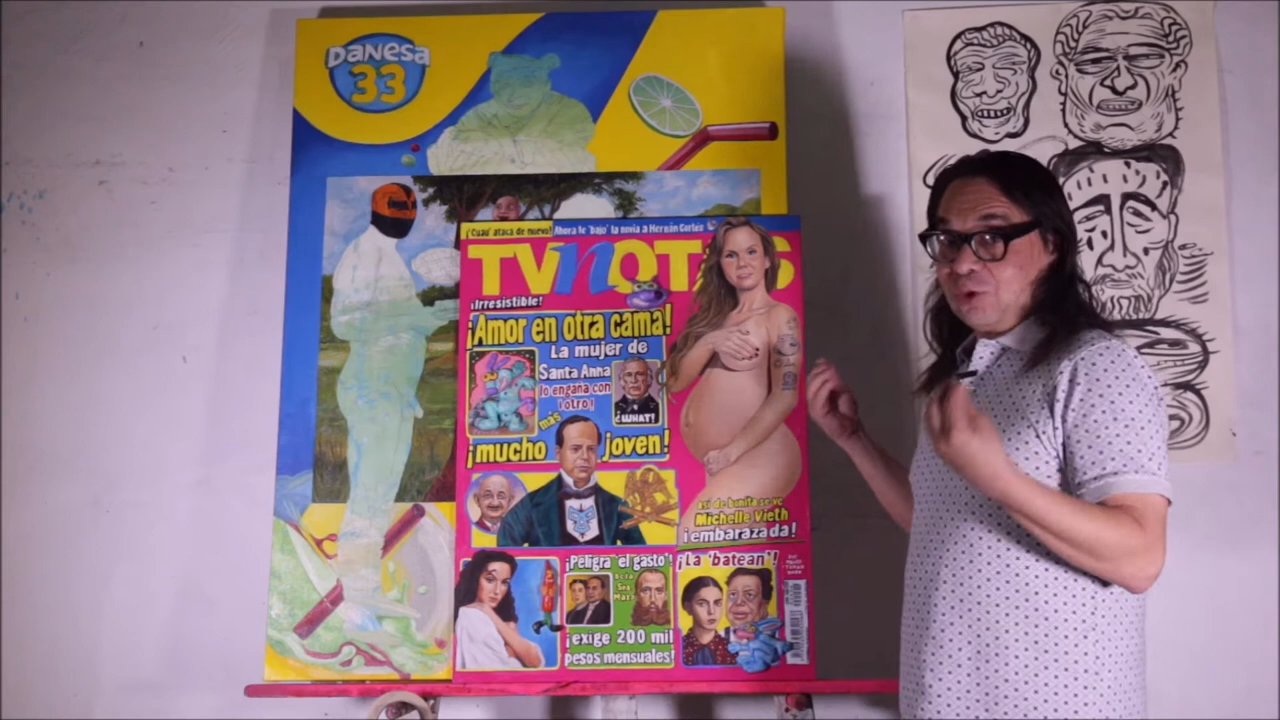 Danesa
33
¡'Cuau' ataca de nuevo! Ahora le 'bajo' la novia a Hernán Cortés
TVnOTAS
¡Irresistible!
¡Amor en otra cama!
La mujer de
Santa Anna
lo engaña con
¡otro!
¿WHAT!
más
¡mucho joven!
Así de bonita se ve
Michelle Vieth
¡embarazada!
¡Peligra 'el gasto'!
¡exige 200 mil
pesos mensuales!
¡La 'batean'!